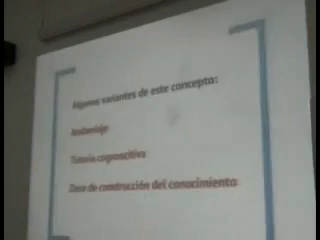 Algunas variantes de este concepto:
Andamiaje
Tutoría cognoscitiva
Zona de construcción del conocimiento